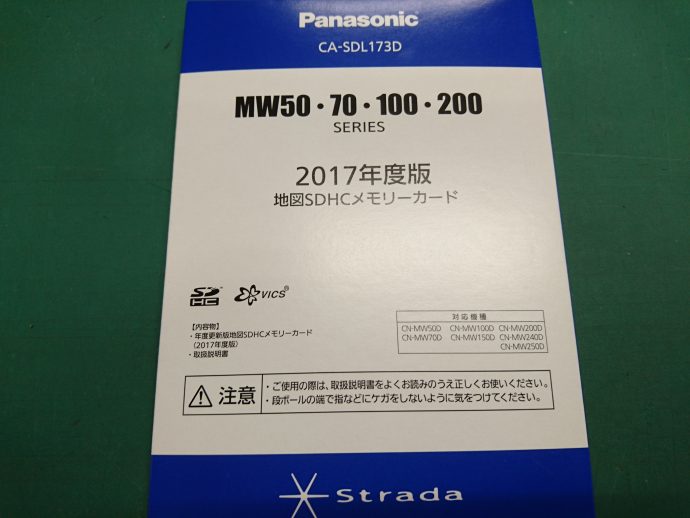 Panasonic
CA-SDL173D
MW50・70・100・200
SERIES
2017年度版
地図SDHCメモリーカード
SD
HC
VICS®
【内容物】
・年度更新版地図SDHCメモリーカード
(2017年度版)
・取扱説明書
対応機種
CN-MW50D CN-MW100D CN-MW200D
CN-MW70D CN-MW150D CN-MW240D
CN-MW250D
注意
・ご使用の際は、取扱説明書をよくお読みのうえ正しくお使いください。
・段ボールの端で指などにケガをしないように気をつけてください。
Strada